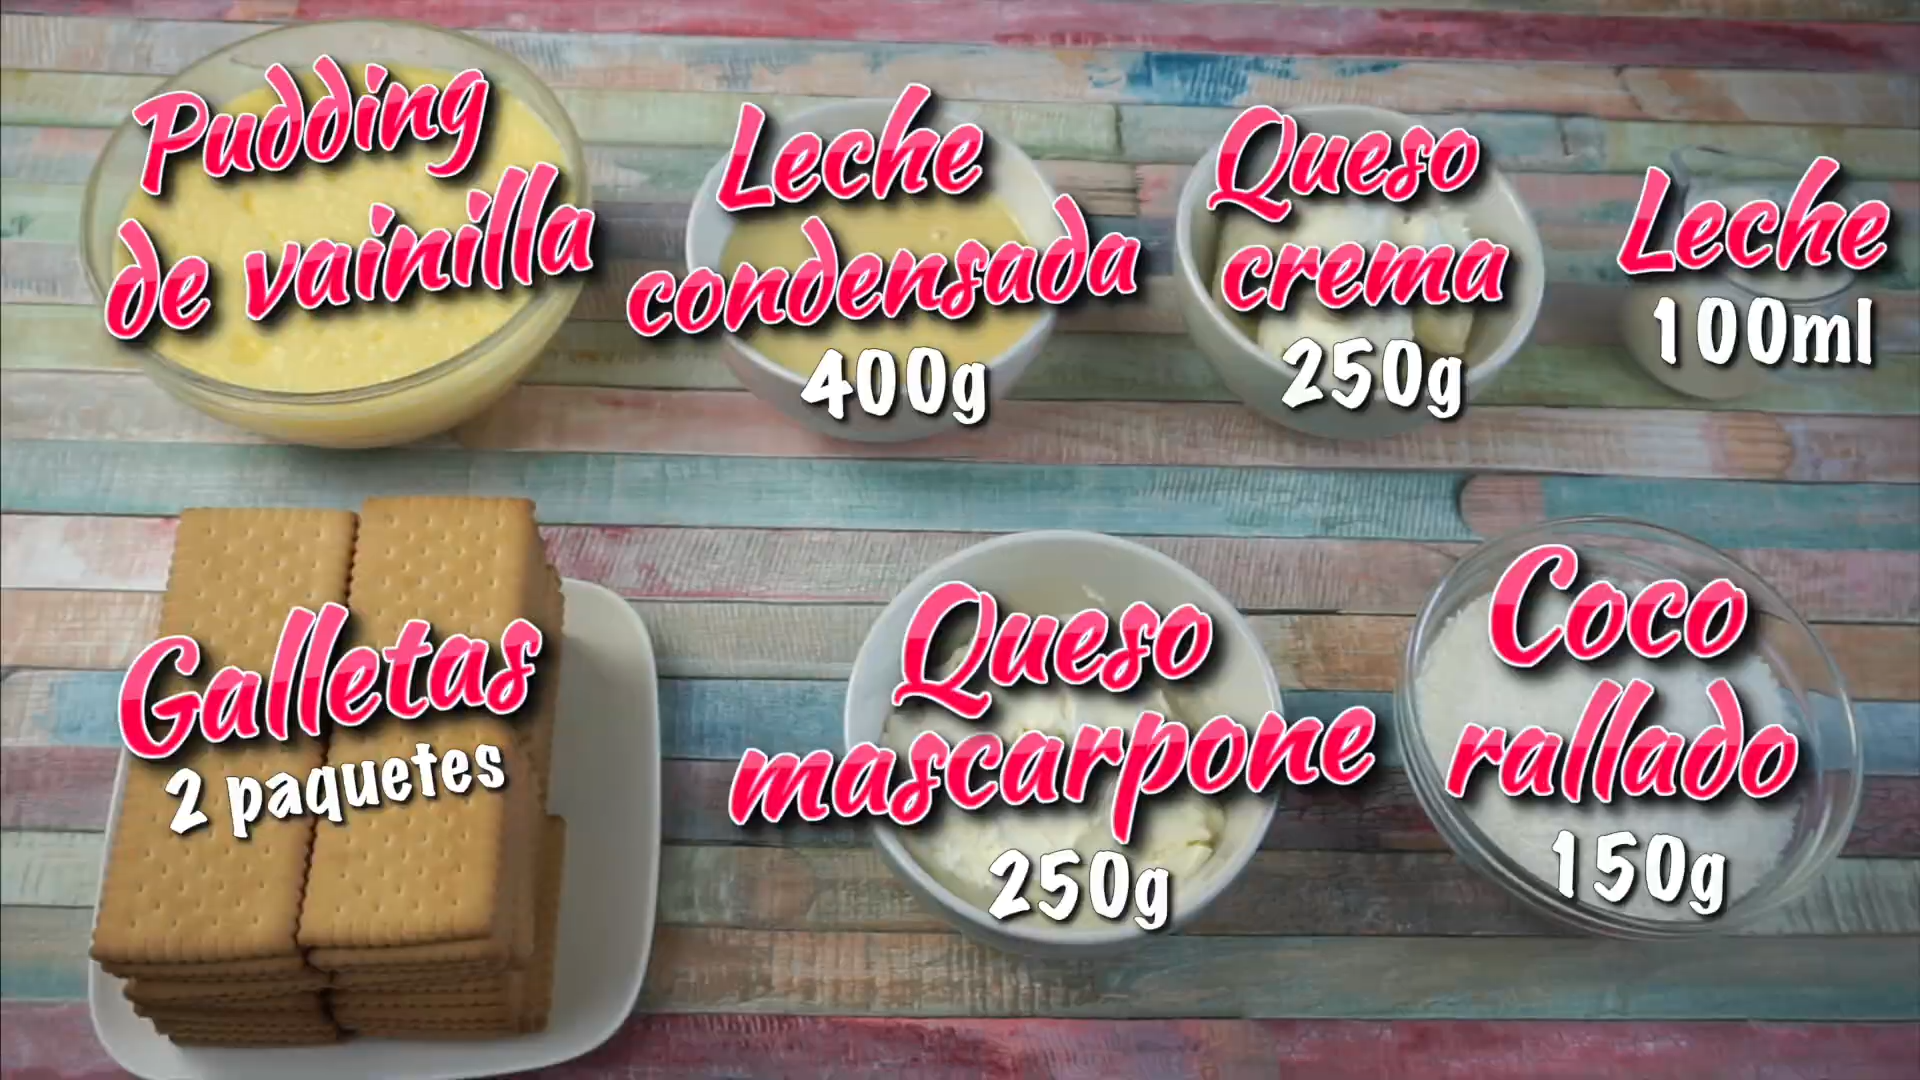 Pudding
de vainilla
Leche
condensada
400g
Queso
crema
250g
Leche
100ml
Galletas
2 paquetes
Queso
mascarpone
250g
Coco
rallado
150g